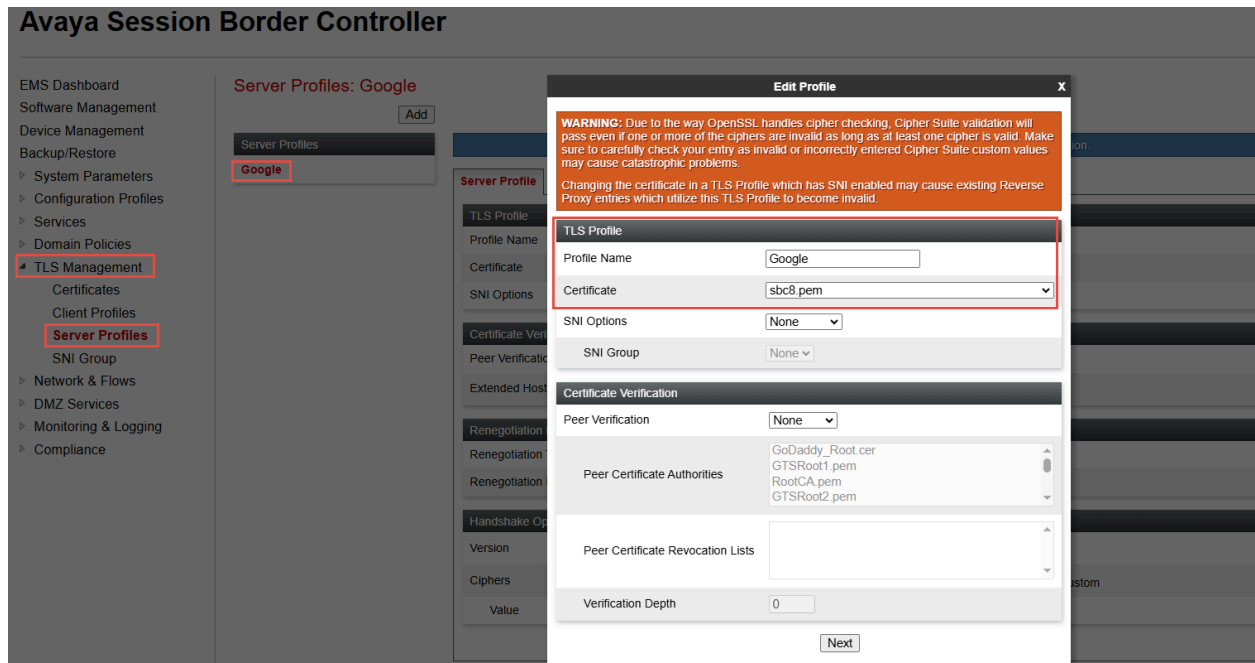 Avaya Session Border Controller
EMS Dashboard
Software Management
Device Management
Backup/Restore
System Parameters
Configuration Profiles
Services
Domain Policies
TLS Management
Certificates
Client Profiles
Server Profiles
SNI Group
Network & Flows
DMZ Services
Monitoring & Logging
Compliance
Server Profiles: Google
Add
Server Profiles
Google
ion.
Server Profile
TLS Profile
Profile Name
Certificate
SNI Options
Certificate Veri
Peer Verificatio
Extended Host
Renegotiation
Renegotiation
Renegotiation
Handshake Op
Version
Ciphers
ustom
Value
Edit Profile
X
WARNING: Due to the way OpenSSL handles cipher checking, Cipher Suite validation will
pass even if one or more of the ciphers are invalid as long as at least one cipher is valid. Make
sure to carefully check your entry as invalid or incorrectly entered Cipher Suite custom values
may cause catastrophic problems.
Changing the certificate in a TLS Profile which has SNI enabled may cause existing Reverse
Proxy entries which utilize this TLS Profile to become invalid.
TLS Profile
Profile Name
Google
Certificate
sbc8.pem
SNI Options
None
SNI Group
None
Certificate Verification
Peer Verification
None
Peer Certificate Authorities
GoDaddy_Root.cer
GTSRoot1.pem
RootCA.pem
GTSRoot2.pem
Peer Certificate Revocation Lists
Verification Depth
0
Next